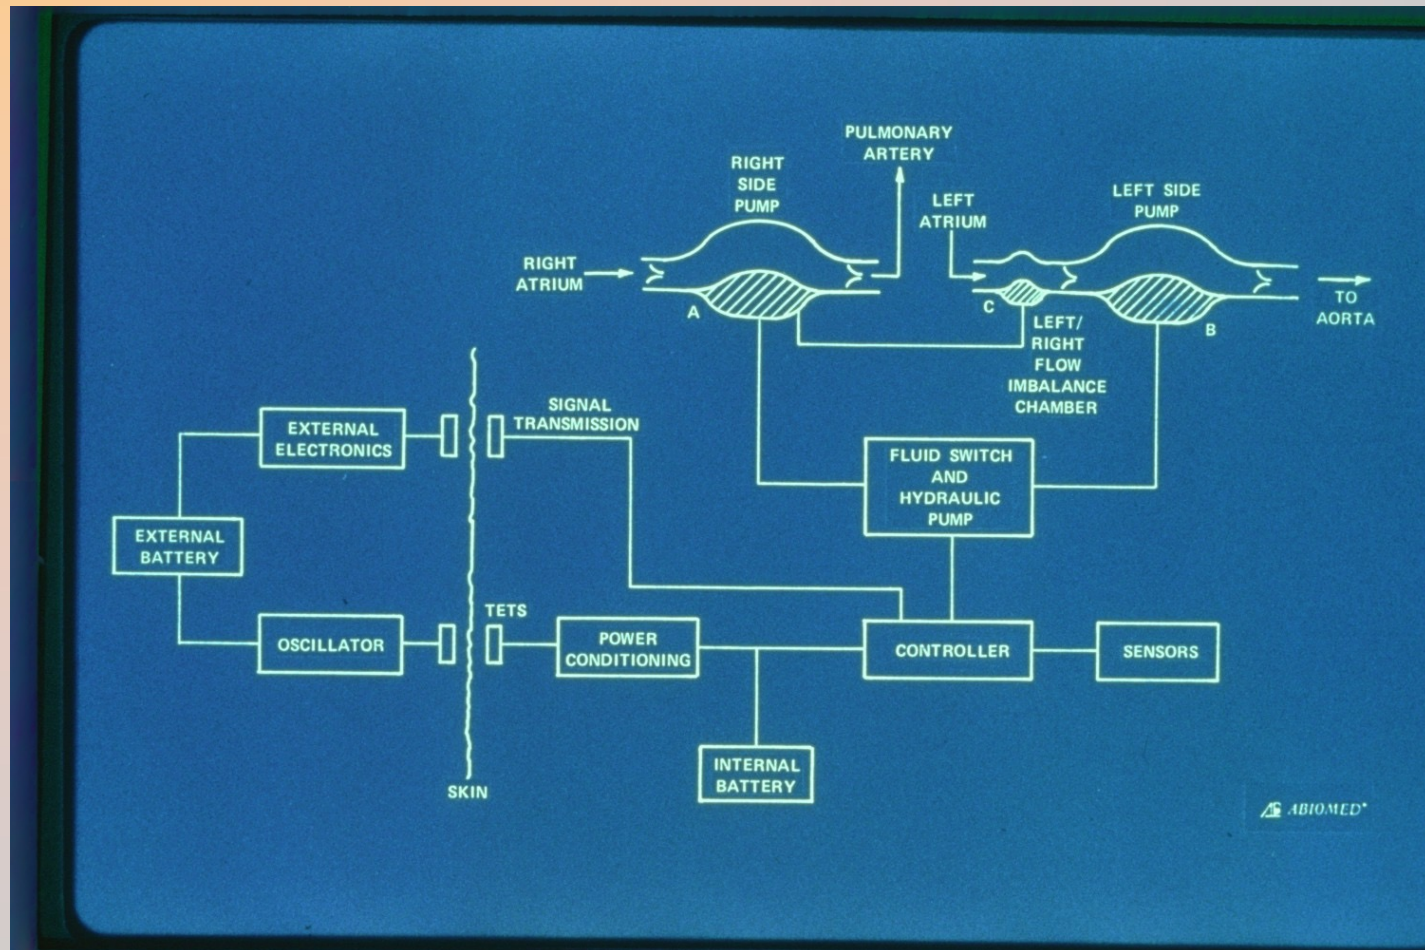 PULMONARY
ARTERY
RIGHT
SIDE
PUMP
LEFT
ATRIUM
LEFT SIDE
PUMP
RIGHT
ATRIUM
TO
AORTA
A
C
B
LEFT/
RIGHT
FLOW
IMBALANCE
CHAMBER
SIGNAL
TRANSMISSION
EXTERNAL
ELECTRONICS
FLUID SWITCH
AND
HYDRAULIC
PUMP
EXTERNAL
BATTERY
TETS
OSCILLATOR
POWER
CONDITIONING
CONTROLLER
SENSORS
INTERNAL
BATTERY
SKIN
ABIOMED